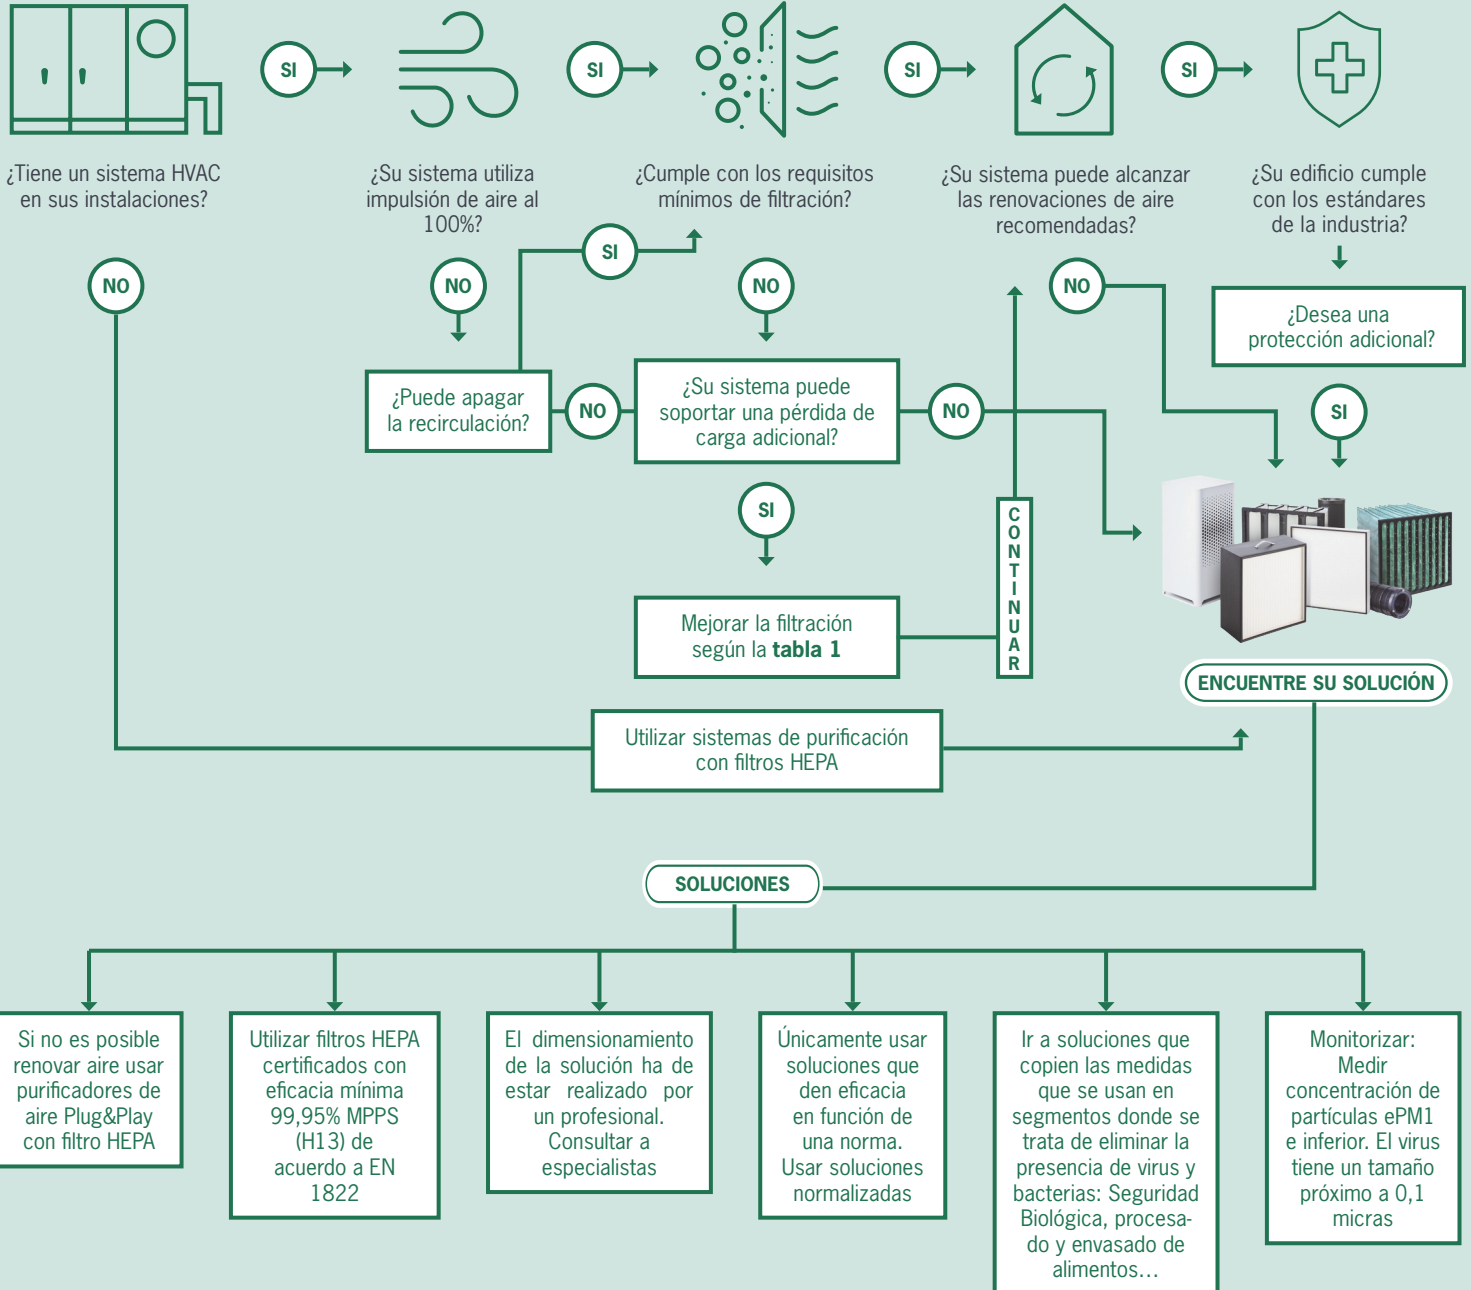 SI
SI
SI
SI
¿Tiene un sistema HVAC
en sus instalaciones?
¿Su sistema utiliza
impulsión de aire al
100%?
¿Cumple con los requisitos
mínimos de filtración?
¿Su sistema puede alcanzar
las renovaciones de aire
recomendadas?
¿Su edificio cumple
con los estándares
de la industria?
SI
NO
NO
NO
NO
¿Desea una
protección adicional?
¿Puede apagar
la recirculación?
NO
¿Su sistema puede
soportar una pérdida de
carga adicional?
NO
SI
SI
CONTINUAR
Mejorar la filtración
según la tabla 1
ENCUENTRE SU SOLUCIÓN
Utilizar sistemas de purificación
con filtros HEPA
SOLUCIONES
Si no es posible
renovar aire usar
purificadores de
aire Plug&Play
con filtro HEPA
Utilizar filtros HEPA
certificados con
eficacia mínima
99,95% MPPS
(H13) de
acuerdo a EN
1822
El dimensionamiento
de la solución ha de
estar realizado por
un profesional.
Consultar a
especialistas
Únicamente usar
soluciones que
den eficacia
en función de
una norma.
Usar soluciones
normalizadas
Ir a soluciones que
copien las medidas
que se usan en
segmentos donde se
trata de eliminar la
presencia de virus y
bacterias: Seguridad
Biológica, procesa-
do y envasado de
alimentos...
Monitorizar:
Medir
concentración de
partículas ePM1
e inferior. El virus
tiene un tamaño
próximo a 0,1
micras